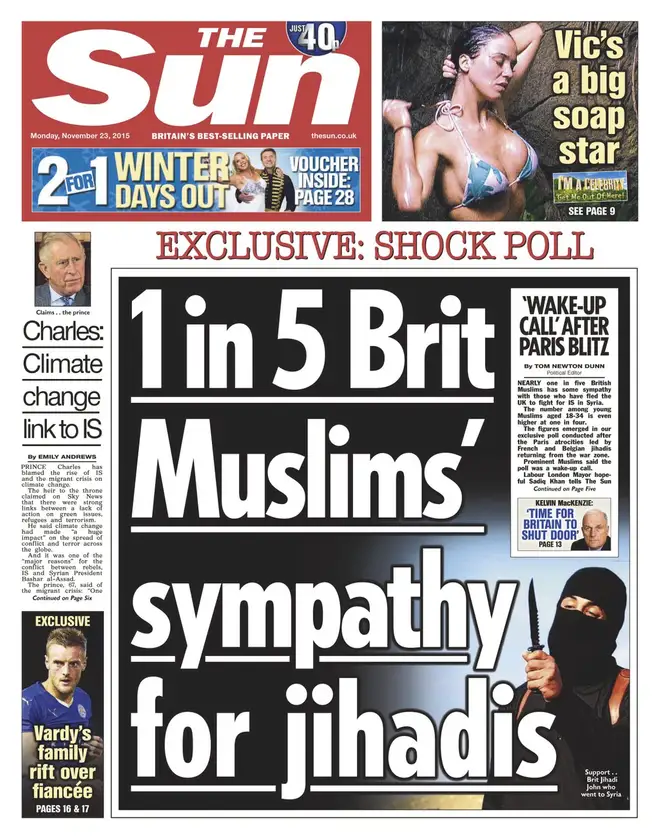 THE
Sun
JUST
40p
Monday, November 23, 2015
BRITAIN'S BEST-SELLING PAPER
thesun.co.uk
2 FOR 1
WINTER
DAYS OUT
VOUCHER
INSIDE:
PAGE 28
Vic's
a big
soap
star
I'M A CELEBRITY
Get Me Out Of Here!
SEE PAGE 9
EXCLUSIVE: SHOCK POLL
Claims . . the prince
Charles:
Climate
change
link to IS
By EMILY ANDREWS
PRINCE Charles has
blamed the rise of IS
and the migrant crisis on
climate change.
The heir to the throne
claimed on Sky News
that there were strong
links between a lack of
action on green issues,
refugees and terrorism.
He said climate change
had made "a huge
impact" on the spread of
conflict and terror across
the globe.
And it was one of the
"major reasons" for the
conflict between rebels,
IS and Syrian President
Bashar al-Assad.
The prince, 67, said of
the migrant crisis: "One
Continued on Page Six
EXCLUSIVE
Vardy's
family
rift over
fiancée
PAGES 16 & 17
1 in 5 Brit
Muslims'
sympathy
for jihadis
'WAKE-UP
CALL' AFTER
PARIS BLITZ
By TOM NEWTON DUNN
Political Editor
NEARLY one in five British
Muslims has some sympathy
with those who have fled the
UK to fight for IS in Syria.
The number among young
Muslims aged 18-34 is even
higher at one in four.
The figures emerged in our
exclusive poll conducted after
the Paris atrocities led by
French and Belgian jihadis
returning from the war zone.
Prominent Muslims said the
poll was a wake-up call.
Labour London Mayor hope-
ful Sadiq Khan tells The Sun
Continued on Page Five
KELVIN MacKENZIE:
'TIME FOR
BRITAIN TO
SHUT DOOR'
PAGE 13
Support . .
Brit Jihadi
John who
went to Syria